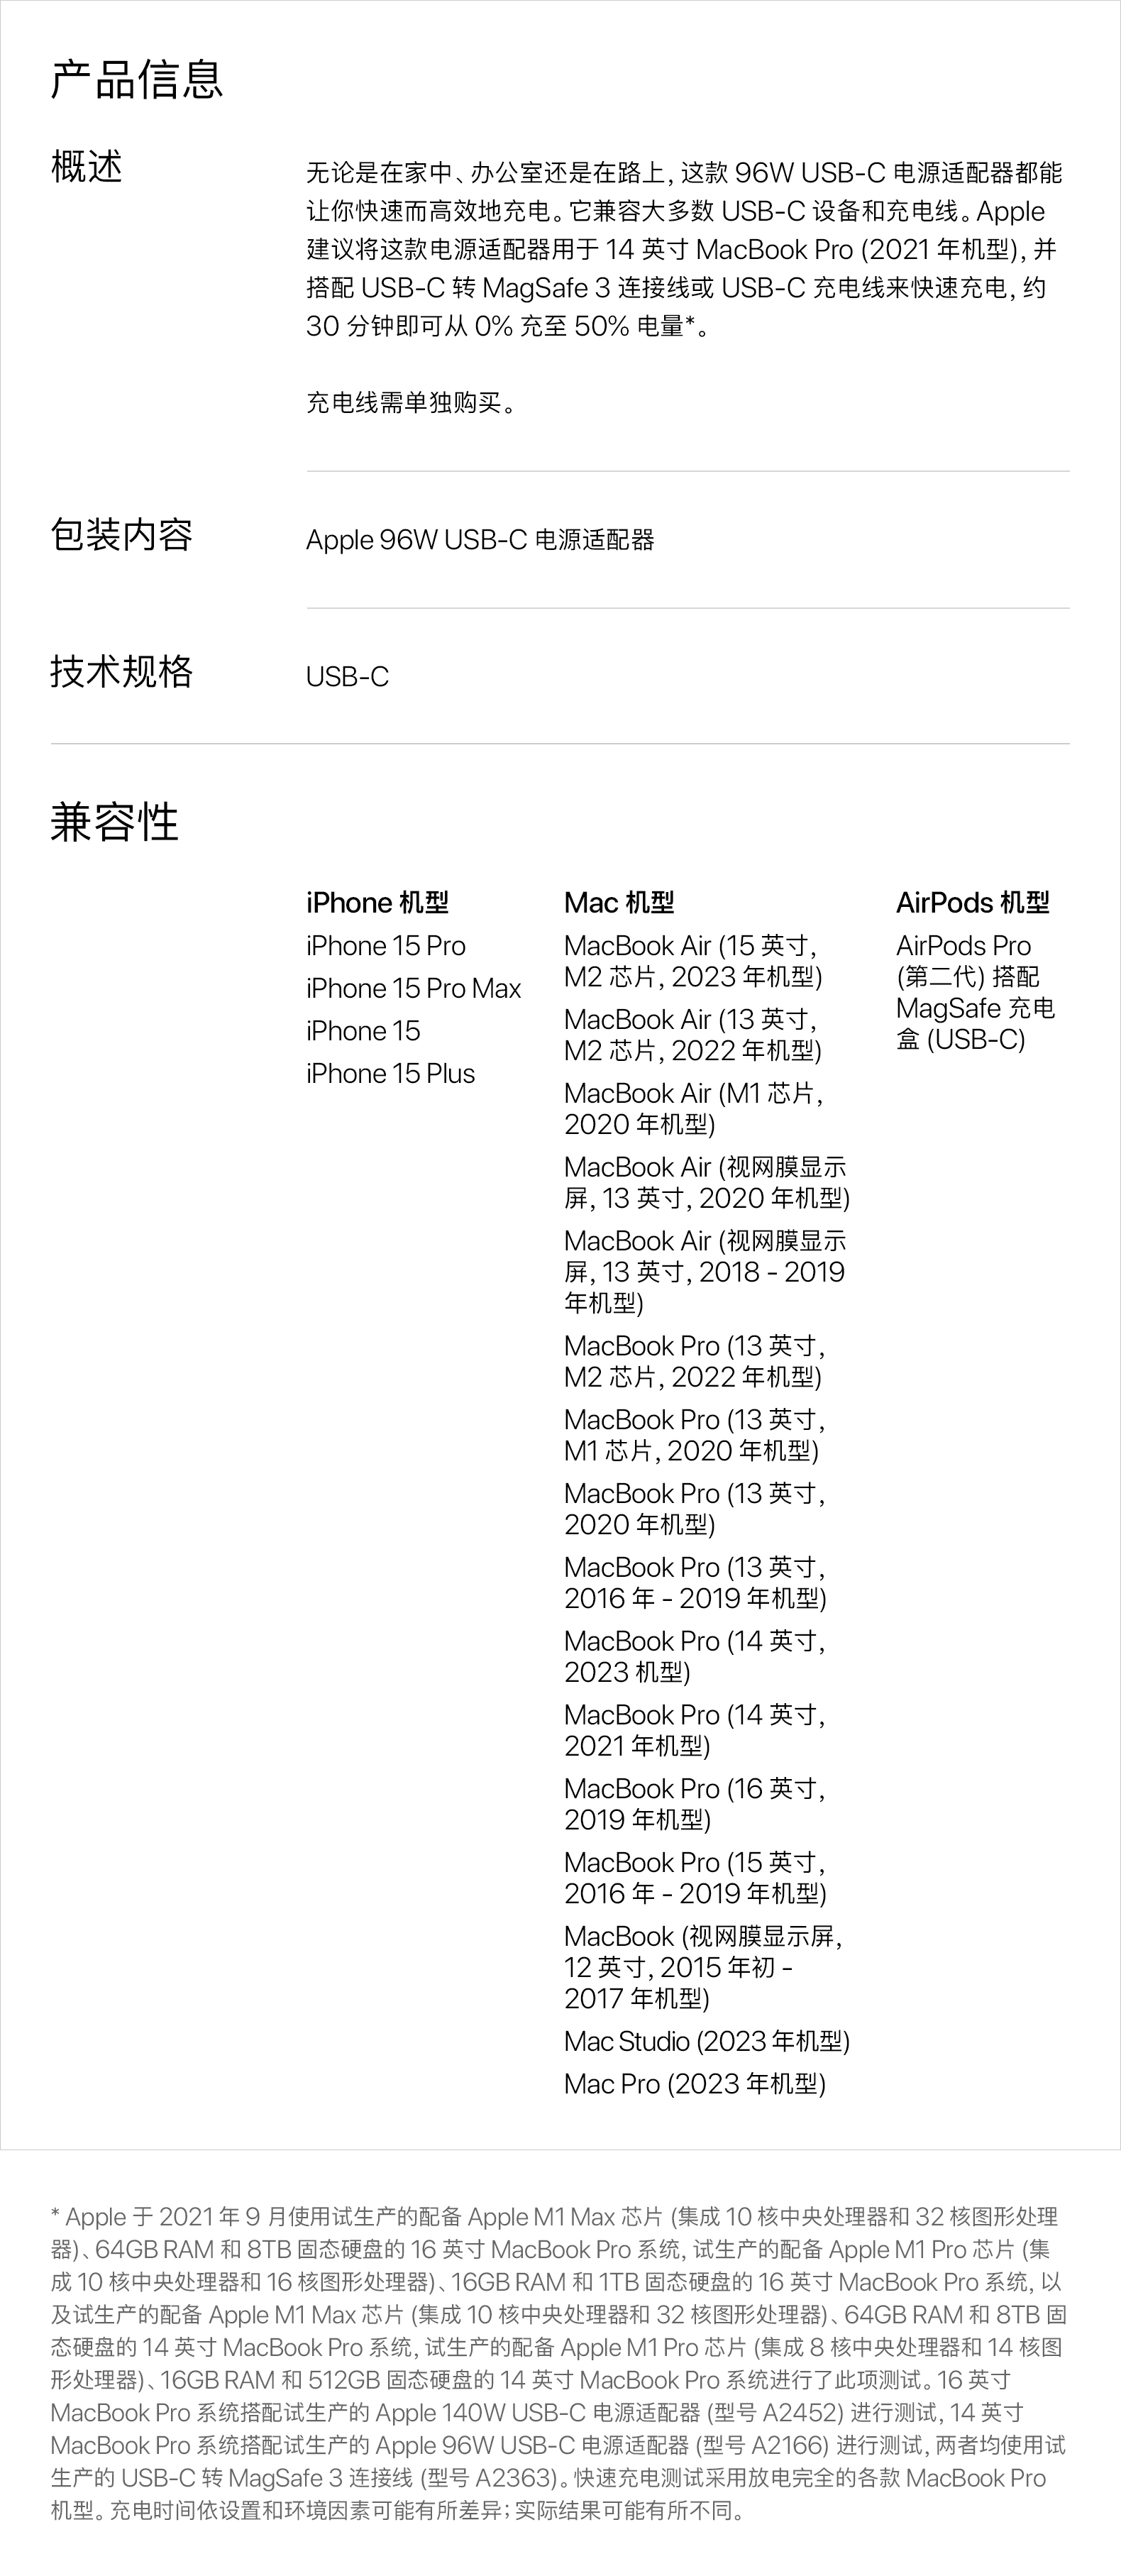 产品信息
概述
无论是在家中、办公室还是在路上, 这款 96W USB-C 电源适配器都能
让你快速而高效地充电。它兼容大多数 USB-C 设备和充电线。Apple
建议将这款电源适配器用于 14 英寸 MacBook Pro (2021 年机型), 并
搭配 USB-C 转 MagSafe 3 连接线或 USB-C 充电线来快速充电, 约
30 分钟即可从 0% 充至 50% 电量*。
充电线需单独购买。
包装内容
Apple 96W USB-C 电源适配器
技术规格
USB-C
兼容性
iPhone 机型
iPhone 15 Pro
iPhone 15 Pro Max
iPhone 15
iPhone 15 Plus
Mac 机型
MacBook Air (15 英寸,
M2 芯片, 2023 年机型)
MacBook Air (13 英寸,
M2 芯片, 2022 年机型)
MacBook Air (M1 芯片,
2020 年机型)
MacBook Air (视网膜显示
屏, 13 英寸, 2020 年机型)
MacBook Air (视网膜显示
屏, 13 英寸, 2018 - 2019
年机型)
MacBook Pro (13 英寸,
M2 芯片, 2022 年机型)
MacBook Pro (13 英寸,
M1 芯片, 2020 年机型)
MacBook Pro (13 英寸,
2020 年机型)
MacBook Pro (13 英寸,
2016 年 - 2019 年机型)
MacBook Pro (14 英寸,
2023 机型)
MacBook Pro (14 英寸,
2021 年机型)
MacBook Pro (16 英寸,
2019 年机型)
MacBook Pro (15 英寸,
2016 年 - 2019 年机型)
MacBook (视网膜显示屏,
12 英寸, 2015 年初 -
2017 年机型)
Mac Studio (2023 年机型)
Mac Pro (2023 年机型)
AirPods 机型
AirPods Pro
(第二代) 搭配
MagSafe 充电
盒 (USB-C)
* Apple 于 2021 年 9 月使用试生产的配备 Apple M1 Max 芯片 (集成 10 核中央处理器和 32 核图形处理
器)、64GB RAM 和 8TB 固态硬盘的 16 英寸 MacBook Pro 系统, 试生产的配备 Apple M1 Pro 芯片 (集
成 10 核中央处理器和 16 核图形处理器)、16GB RAM 和 1TB 固态硬盘的 16 英寸 MacBook Pro 系统, 以
及试生产的配备 Apple M1 Max 芯片 (集成 10 核中央处理器和 32 核图形处理器)、64GB RAM 和 8TB 固
态硬盘的 14 英寸 MacBook Pro 系统, 试生产的配备 Apple M1 Pro 芯片 (集成 8 核中央处理器和 14 核图
形处理器)、16GB RAM 和 512GB 固态硬盘的 14 英寸 MacBook Pro 系统进行了此项测试。16 英寸
MacBook Pro 系统搭配试生产的 Apple 140W USB-C 电源适配器 (型号 A2452) 进行测试, 14 英寸
MacBook Pro 系统搭配试生产的 Apple 96W USB-C 电源适配器 (型号 A2166) 进行测试, 两者均使用试
生产的 USB-C 转 MagSafe 3 连接线 (型号 A2363)。快速充电测试采用放电完全的各款 MacBook Pro
机型。充电时间依设置和环境因素可能有所差异; 实际结果可能有所不同。